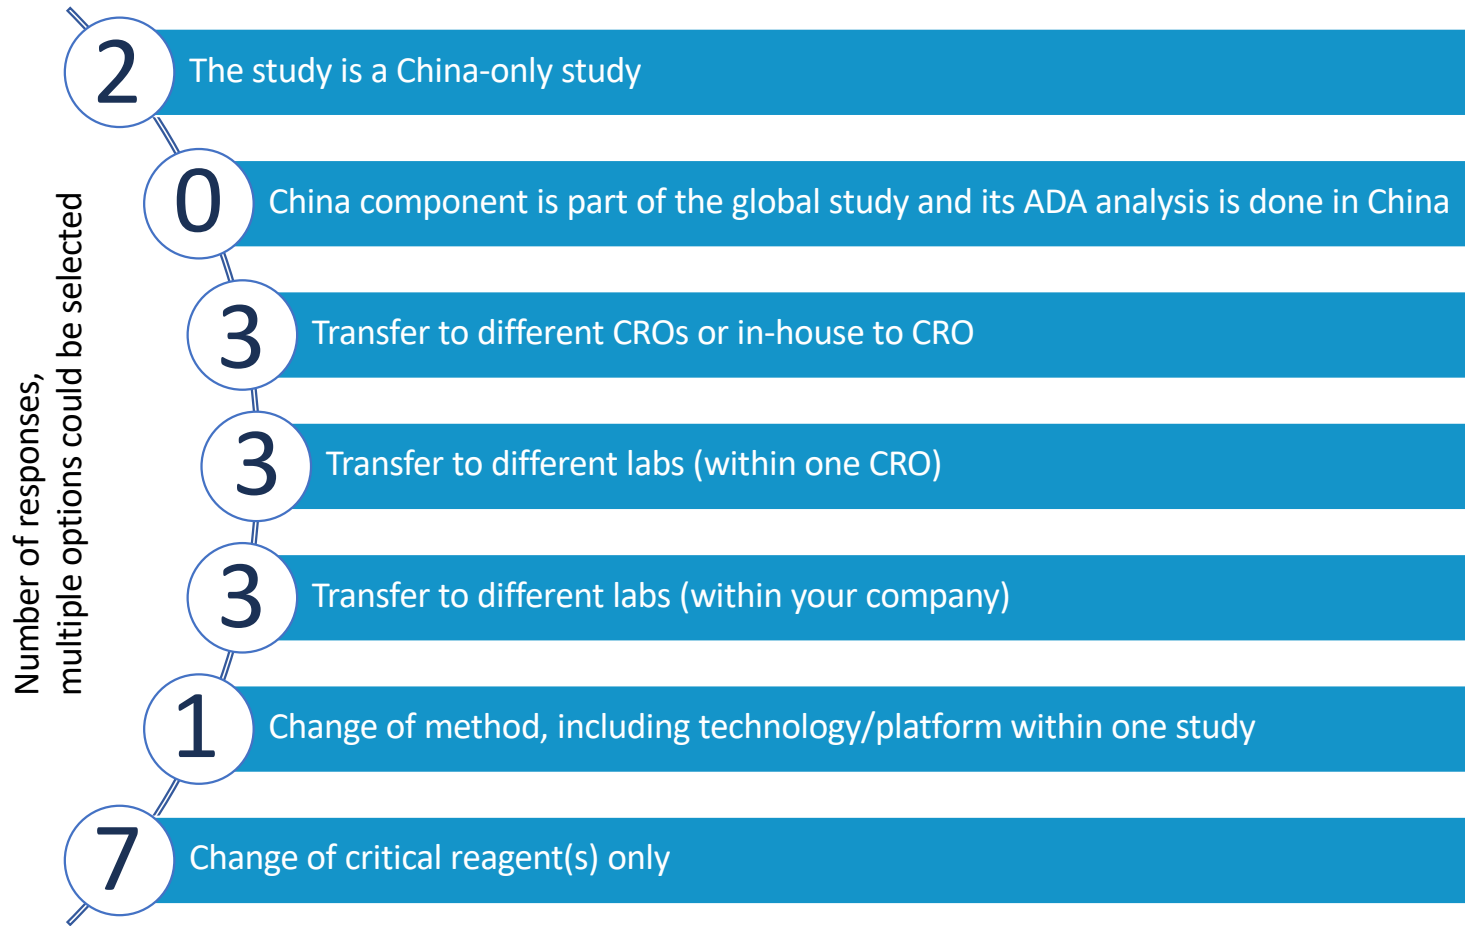 Number of responses,
multiple options could be selected
2
The study is a China-only study
0
China component is part of the global study and its ADA analysis is done in China
3
Transfer to different CROs or in-house to CRO
3
Transfer to different labs (within one CRO)
3
Transfer to different labs (within your company)
1
Change of method, including technology/platform within one study
7
Change of critical reagent(s) only